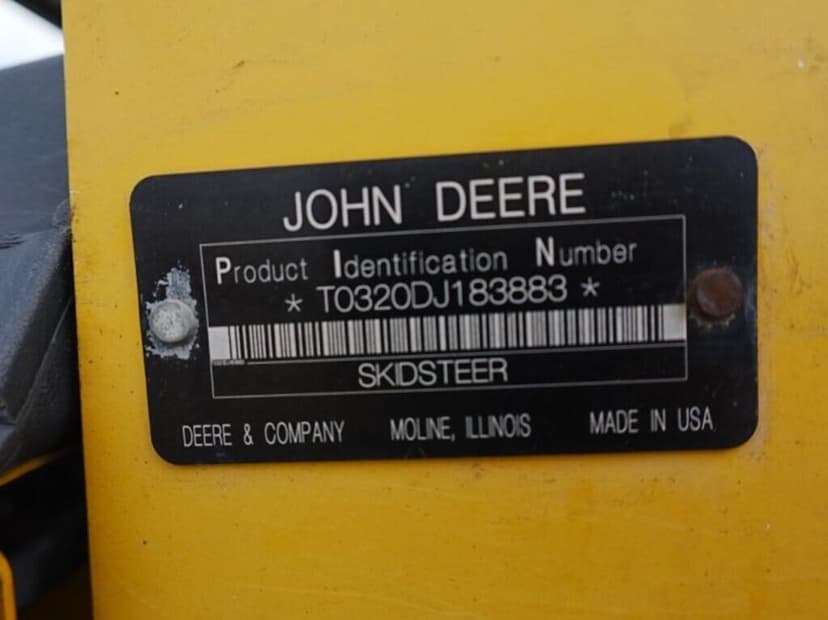 JOHN DEERE
Product Identification Number
* T0320DJ183883 *
SKIDSTEER
DEERE & COMPANY MOLINE, ILLINOIS MADE IN USA